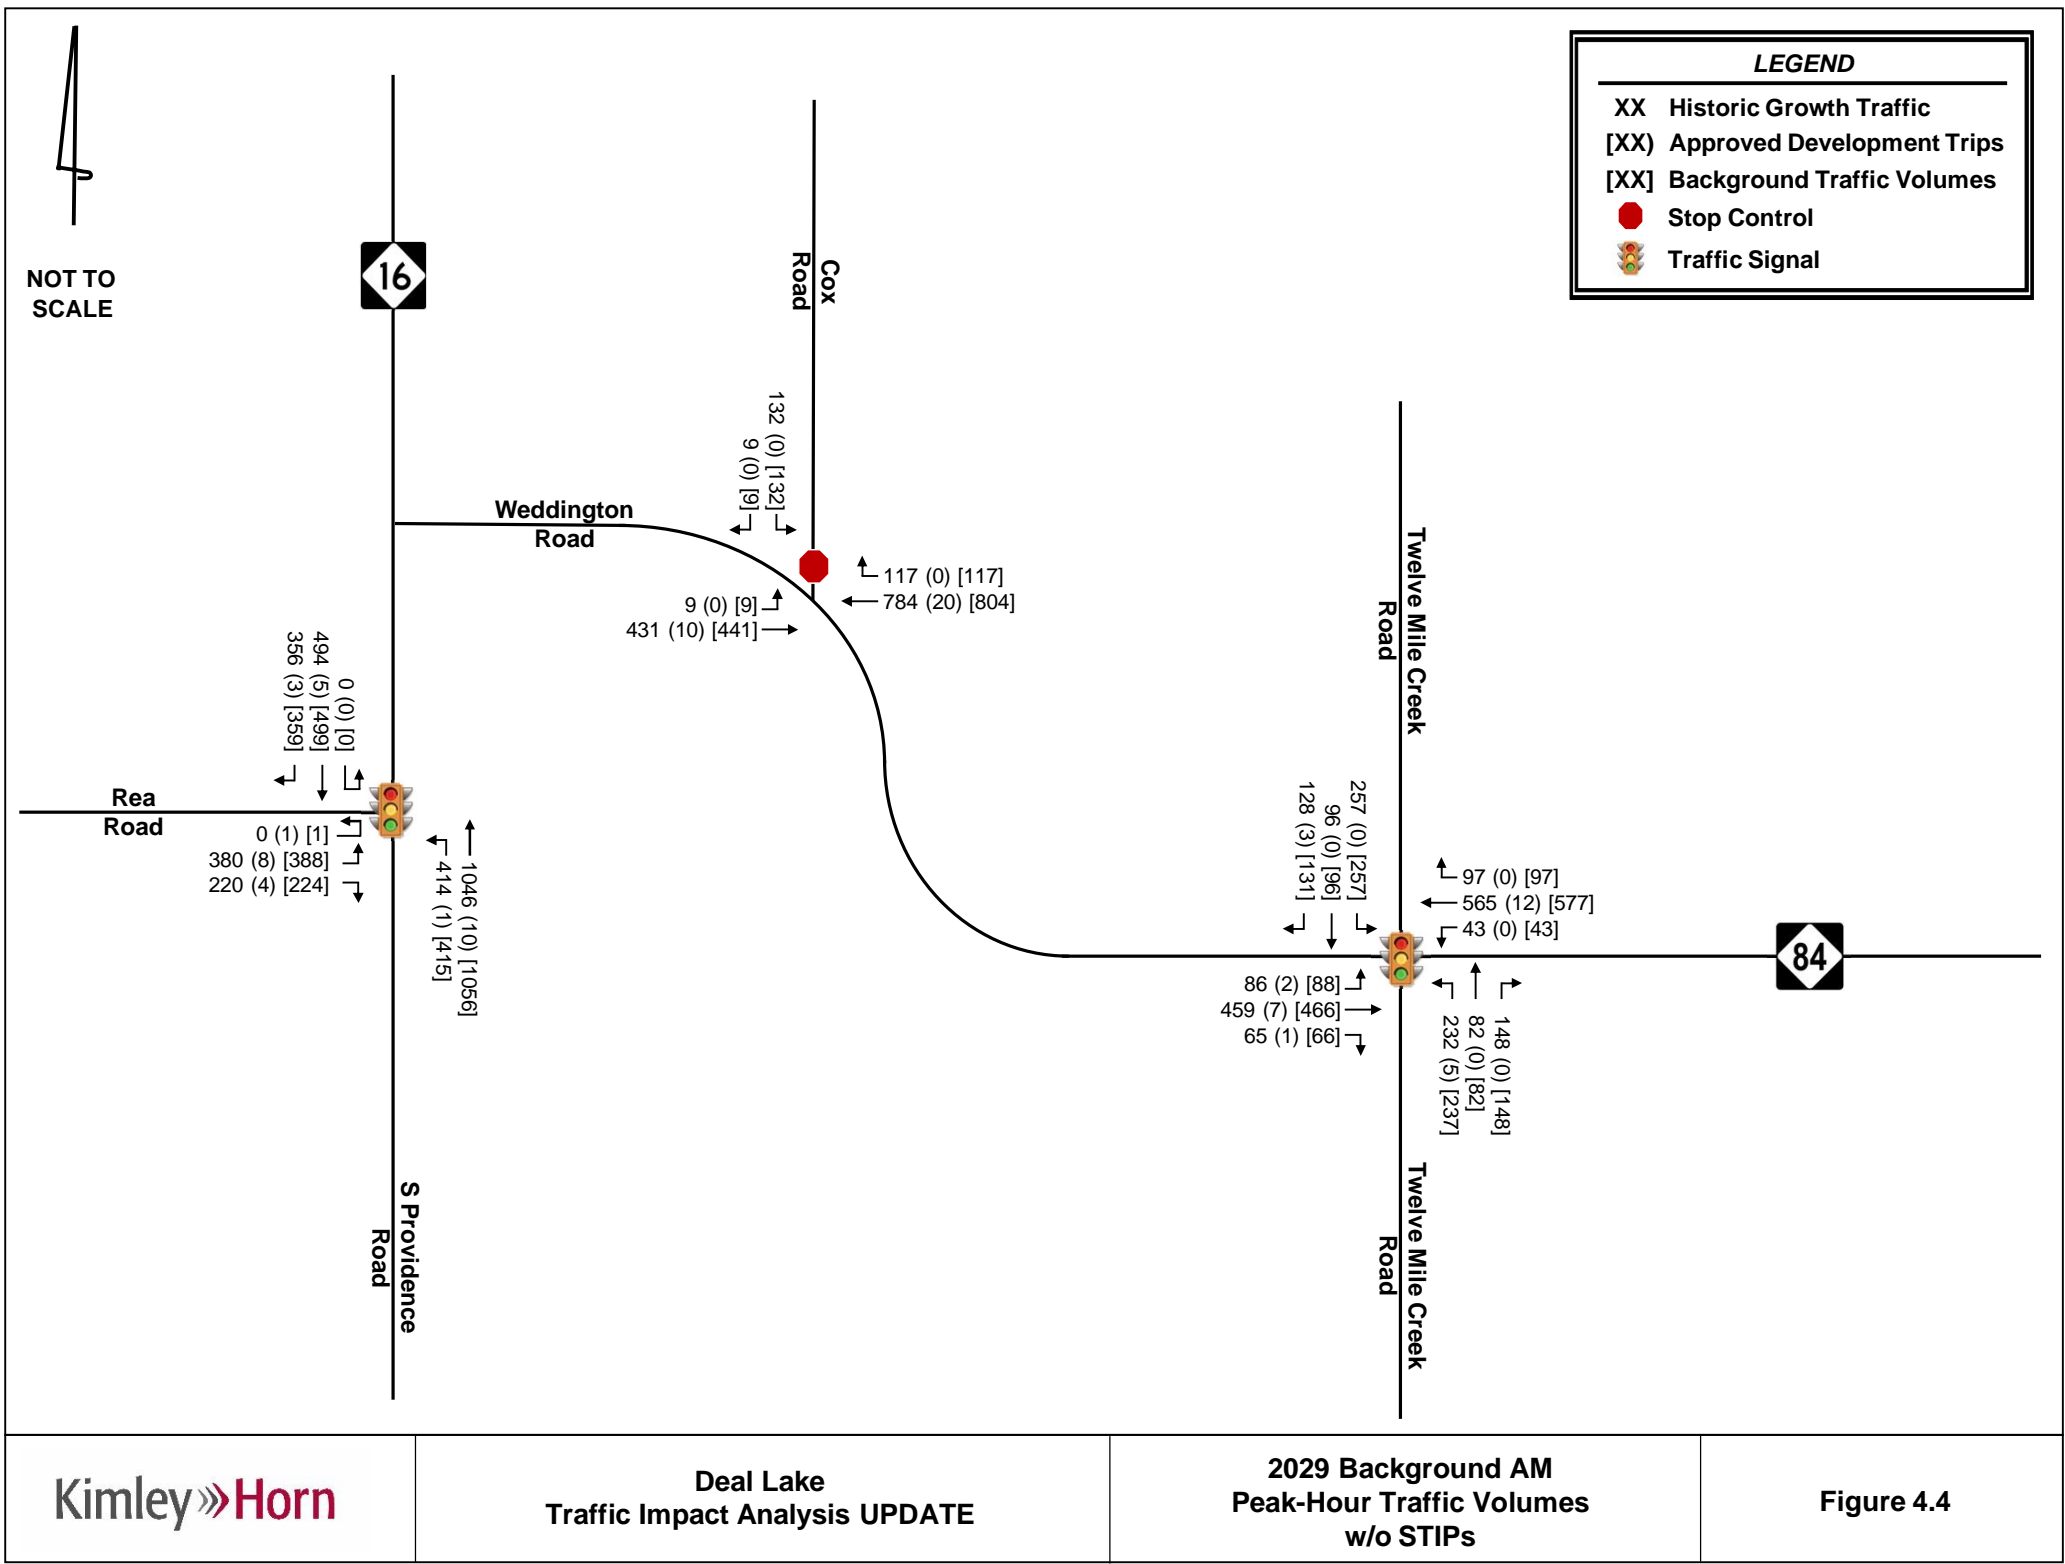 LEGEND
XX Historic Growth Traffic
[XX) Approved Development Trips
[XX] Background Traffic Volumes
Stop Control
Traffic Signal
NOT TO
SCALE
16
Cox
Road
132 (0) [132]
9 (0) [9]
Weddington
Road
117 (0) [117]
784 (20) [804]
9 (0) [9]
431 (10) [441]
Twelve Mile Creek
Road
0 (0) [0]
494 (5) [499]
356 (3) [359]
Rea
Road
0 (1) [1]
380 (8) [388]
220 (4) [224]
1046 (10) [1056]
414 (1) [415]
257 (0) [257]
96 (0) [96]
128 (3) [131]
97 (0) [97]
565 (12) [577]
43 (0) [43]
84
86 (2) [88]
459 (7) [466]
65 (1) [66]
148 (0) [148]
82 (0) [82]
232 (5) [237]
S Providence
Road
Twelve Mile Creek
Road
Kimley»Horn
Deal Lake
Traffic Impact Analysis UPDATE
2029 Background AM
Peak-Hour Traffic Volumes
w/o STIPs
Figure 4.4